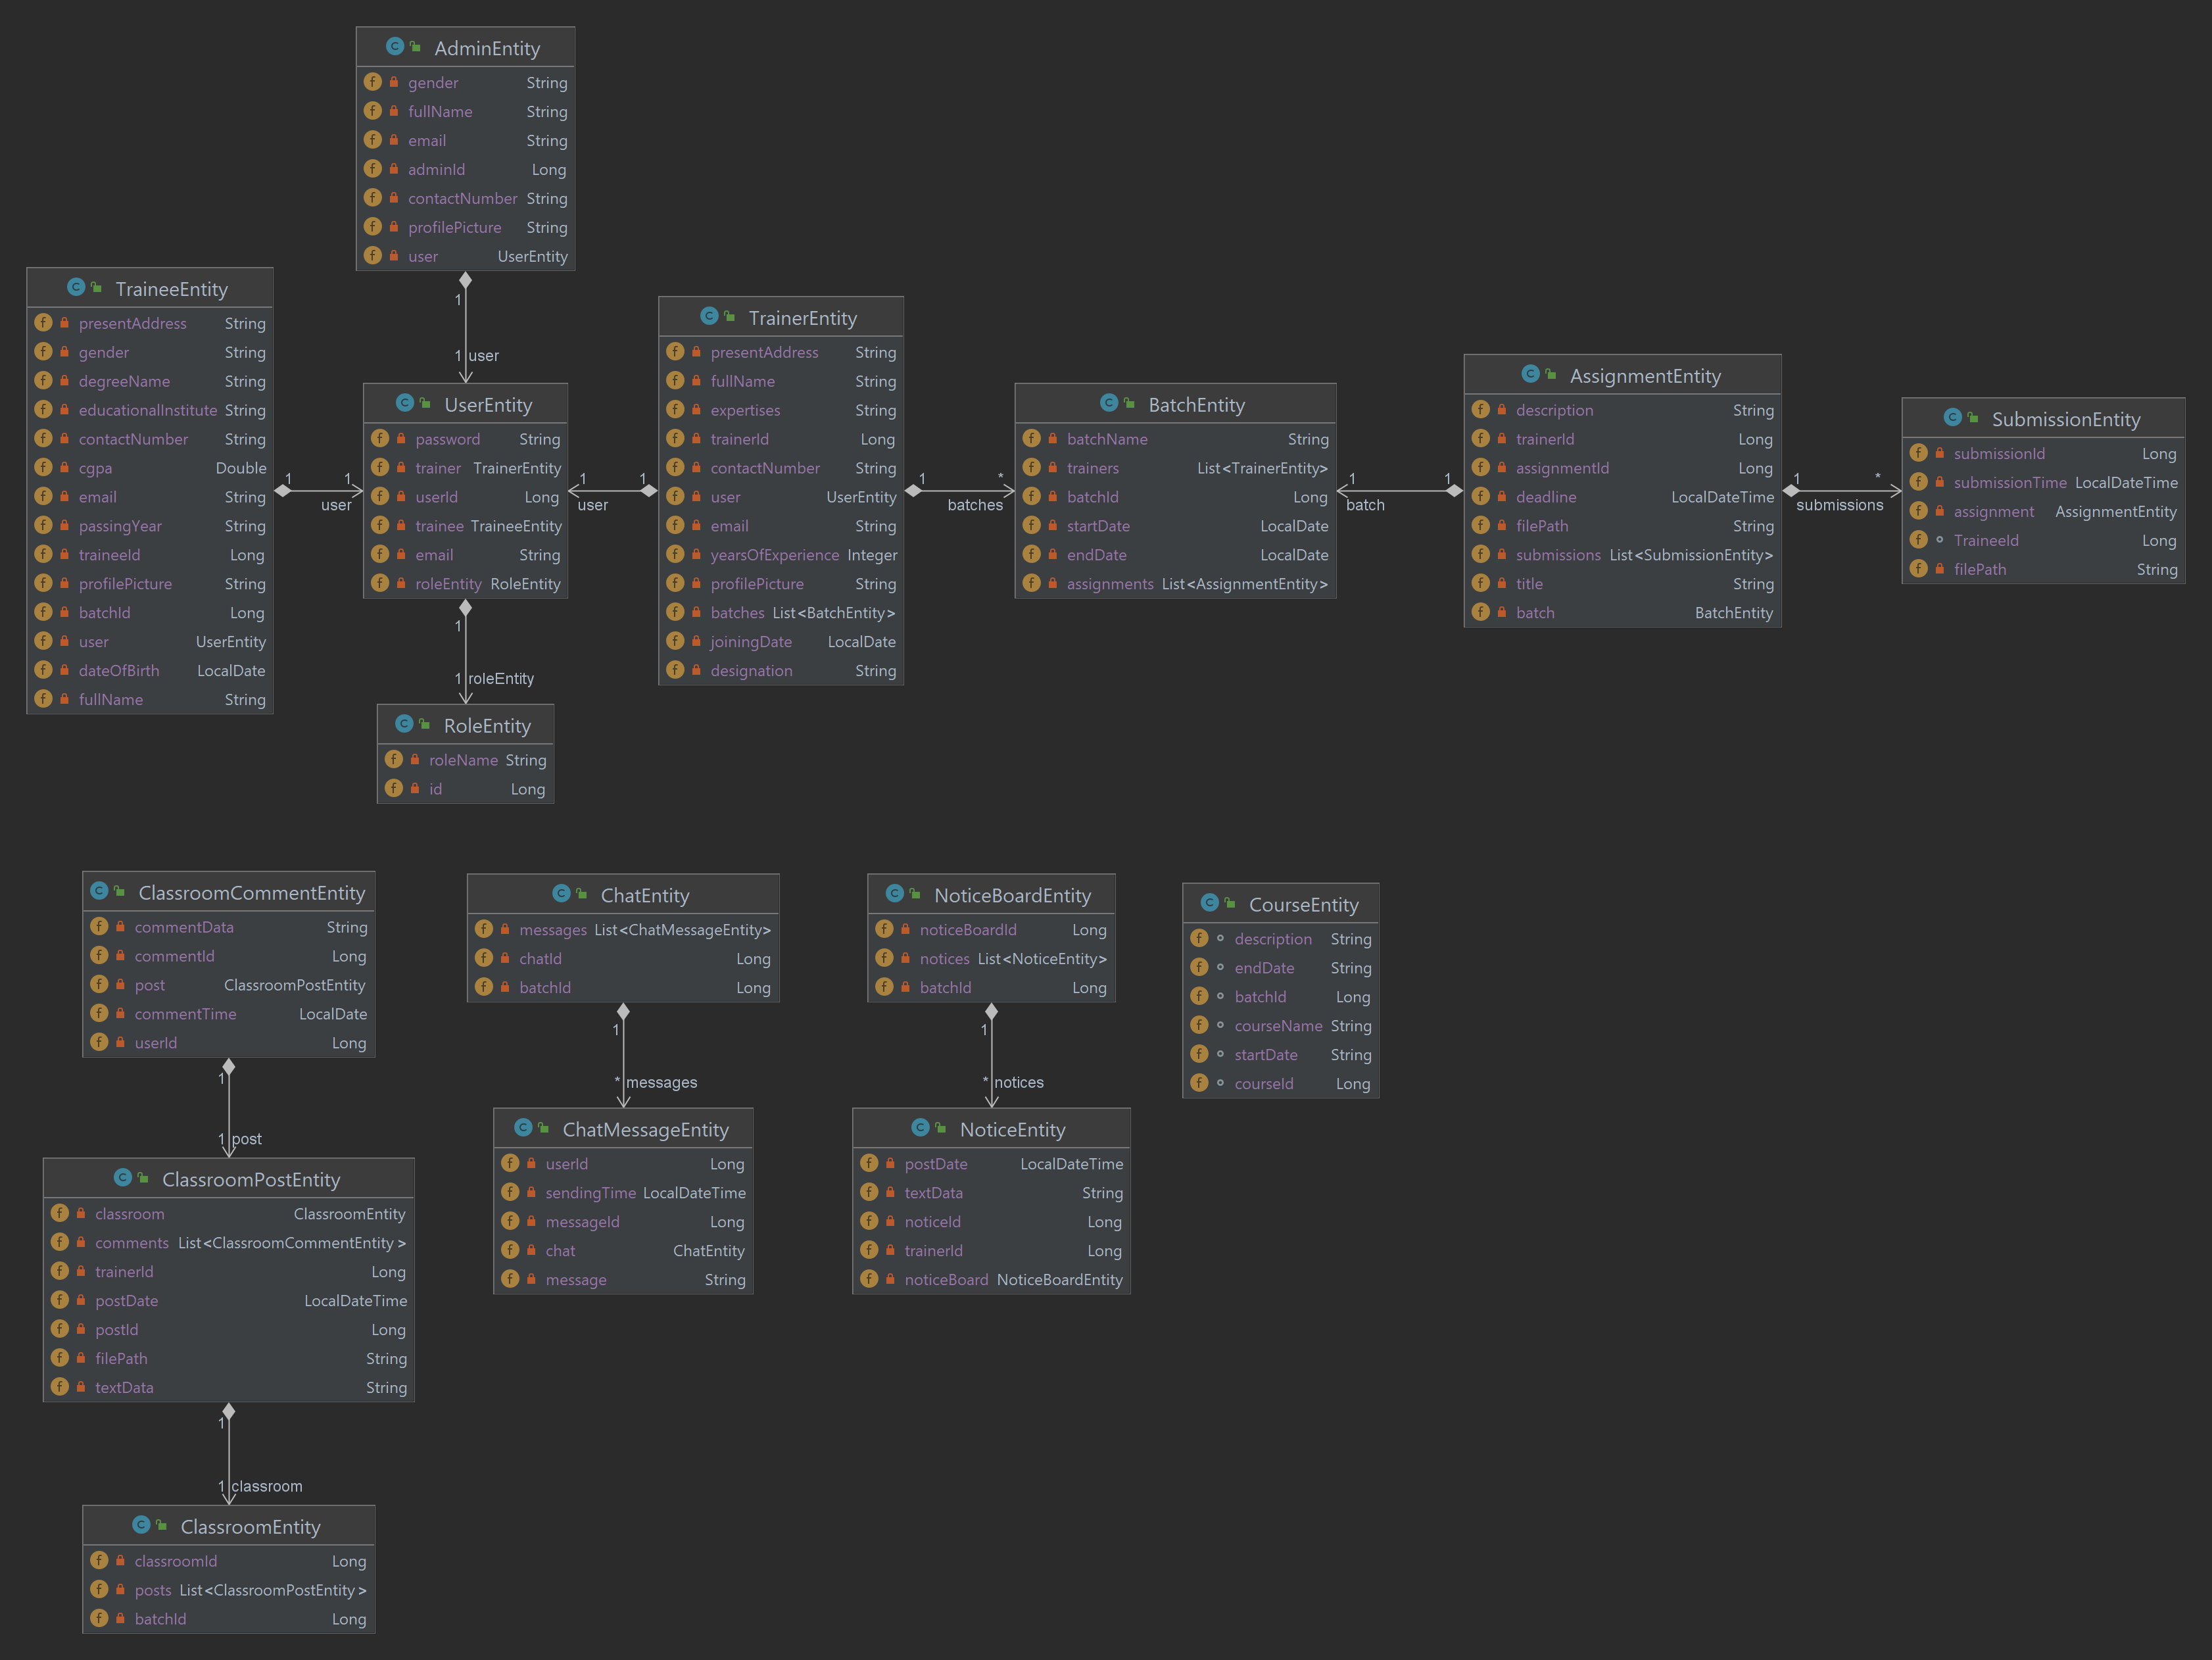 AdminEntity
gender String
fullName String
email String
adminId Long
contactNumber String
profilePicture String
user UserEntity
1
1 user
TraineeEntity
presentAddress String
gender String
degreeName String
educationalInstitute String
contactNumber String
cgpa Double
email String
passingYear String
traineeId Long
profilePicture String
batchId Long
user UserEntity
dateOfBirth LocalDate
fullName String
1 1
user
UserEntity
password String
trainer TrainerEntity
userId Long
trainee TraineeEntity
email String
roleEntity RoleEntity
1
1 roleEntity
RoleEntity
roleName String
id Long
1 1
user
TrainerEntity
presentAddress String
fullName String
expertises String
trainerId Long
contactNumber String
user UserEntity
email String
yearsOfExperience Integer
profilePicture String
batches List<BatchEntity>
joiningDate LocalDate
designation String
1 *
batches
BatchEntity
batchName String
trainers List<TrainerEntity>
batchId Long
startDate LocalDate
endDate LocalDate
assignments List<AssignmentEntity>
1 1
batch
AssignmentEntity
description String
trainerId Long
assignmentId Long
deadline LocalDateTime
filePath String
submissions List<SubmissionEntity>
title String
batch BatchEntity
1 *
submissions
SubmissionEntity
submissionId Long
submissionTime LocalDateTime
assignment AssignmentEntity
TraineeId Long
filePath String
ClassroomCommentEntity
commentData String
commentId Long
post ClassroomPostEntity
commentTime LocalDate
userId Long
1
1 post
ClassroomPostEntity
classroom ClassroomEntity
comments List<ClassroomCommentEntity>
trainerId Long
postDate LocalDateTime
postId Long
filePath String
textData String
1
1 classroom
ClassroomEntity
classroomId Long
posts List<ClassroomPostEntity>
batchId Long
ChatEntity
messages List<ChatMessageEntity>
chatId Long
batchId Long
1
* messages
ChatMessageEntity
userId Long
sendingTime LocalDateTime
messageId Long
chat ChatEntity
message String
NoticeBoardEntity
noticeBoardId Long
notices List<NoticeEntity>
batchId Long
1
* notices
NoticeEntity
postDate LocalDateTime
textData String
noticeId Long
trainerId Long
noticeBoard NoticeBoardEntity
CourseEntity
description String
endDate String
batchId Long
courseName String
startDate String
courseId Long